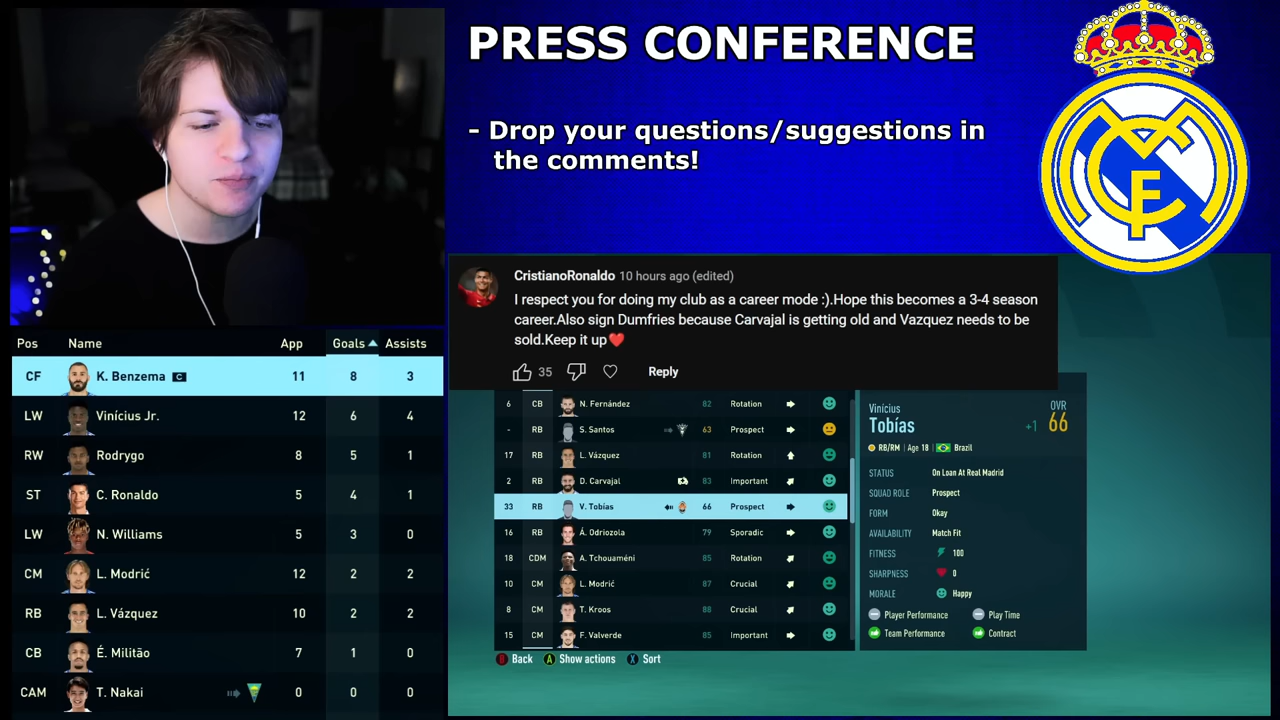 PRESS CONFERENCE
- Drop your questions/suggestions in
the comments!
CristianoRonaldo 10 hours ago (edited)
I respect you for doing my club as a career mode :).Hope this becomes a 3-4 season
career.Also sign Dumfries because Carvajal is getting old and Vazquez needs to be
sold.Keep it up❤️
35 Reply
Pos Name App Goals Assists
CF K. Benzema C 11 8 3
LW Vinícius Jr. 12 6 4
RW Rodrygo 8 5 1
ST C. Ronaldo 5 4 1
LW N. Williams 5 3 0
CM L. Modrić 12 2 2
RB L. Vázquez 10 2 2
CB É. Militão 7 1 0
CAM T. Nakai 0 0 0
6 CB N. Fernández 82 Rotation
- RB S. Santos 63 Prospect
17 RB L. Vázquez 81 Rotation
2 RB D. Carvajal 83 Important
33 RB V. Tobías 66 Prospect
16 RB Á. Odriozola 79 Sporadic
18 CDM A. Tchouaméni 85 Rotation
10 CM L. Modrić 87 Crucial
8 CM T. Kroos 88 Crucial
15 CM F. Valverde 85 Important
B Back A Show actions X Sort
Vinícius OVR
Tobías +1 66
RB/RM | Age 18 | Brazil
STATUS On Loan At Real Madrid
SQUAD ROLE Prospect
FORM Okay
AVAILABILITY Match Fit
FITNESS 100
SHARPNESS 0
MORALE Happy
Player Performance Play Time
Team Performance Contract